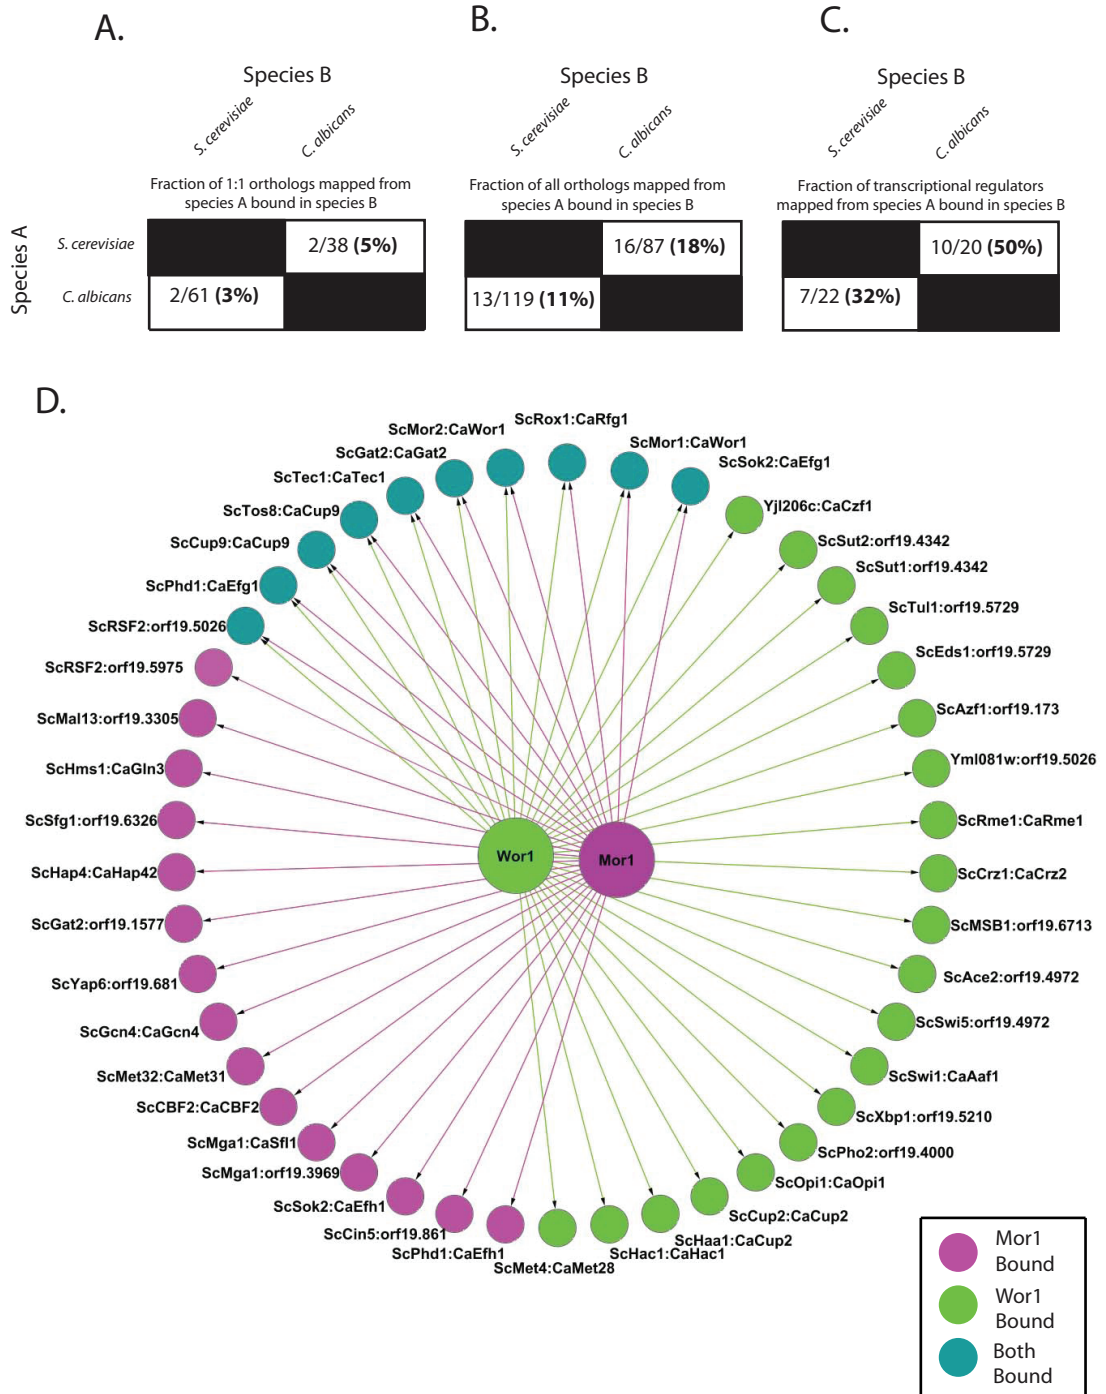 A.
B.
C.
Species B
Species B
Species B
S. cerevisiae
C. albicans
S. cerevisiae
C. albicans
S. cerevisiae
C. albicans
Fraction of 1:1 orthologs mapped from
species A bound in species B
Fraction of all orthologs mapped from
species A bound in species B
Fraction of transcriptional regulators
mapped from species A bound in species B
Species A
S. cerevisiae
2/38 (5%)
16/87 (18%)
10/20 (50%)
C. albicans
2/61 (3%)
13/119 (11%)
7/22 (32%)
D.
ScRox1:CaRfg1
ScMor2:CaWor1
ScMor1:CaWor1
ScGat2:CaGat2
ScSok2:CaEfg1
ScTec1:CaTec1
Yjl206c:CaCzf1
ScTos8:CaCup9
ScSut2:orf19.4342
ScCup9:CaCup9
ScSut1:orf19.4342
ScPhd1:CaEfg1
ScTul1:orf19.5729
ScRSF2:orf19.5026
ScEds1:orf19.5729
ScRSF2:orf19.5975
ScAzf1:orf19.173
ScMal13:orf19.3305
Yml081w:orf19.5026
ScHms1:CaGln3
ScRme1:CaRme1
ScSfg1:orf19.6326
Wor1
Mor1
ScHap4:CaHap42
ScCrz1:CaCrz2
ScGat2:orf19.1577
ScMSB1:orf19.6713
ScYap6:orf19.681
ScAce2:orf19.4972
ScGcn4:CaGcn4
ScSwi5:orf19.4972
ScMet32:CaMet31
ScSwi1:CaAaf1
ScCBF2:CaCBF2
ScXbp1:orf19.5210
ScMga1:CaSfl1
ScPho2:orf19.4000
ScMga1:orf19.3969
ScOpi1:CaOpi1
ScSok2:CaEfh1
ScCup2:CaCup2
ScCin5:orf19.861
ScHaa1:CaCup2
ScPhd1:CaEfh1
ScHac1:CaHac1
ScMet4:CaMet28
Mor1
Bound
Wor1
Bound
Both
Bound